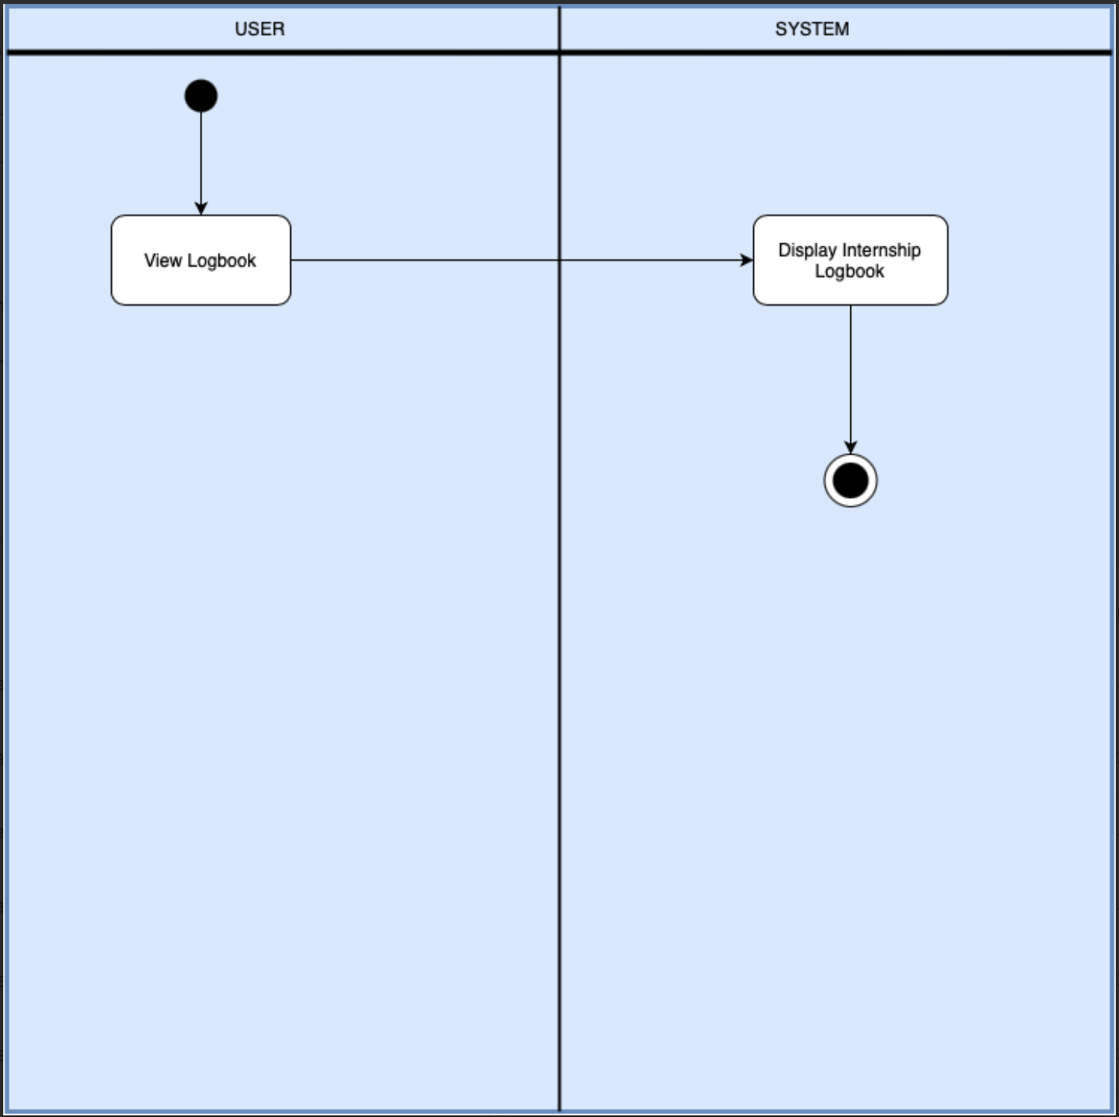 USER
SYSTEM
View Logbook
Display Internship
Logbook